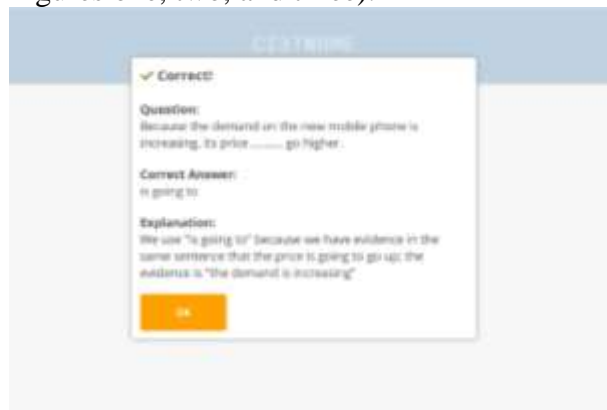 ✓ Correct!
Question:
Because the demand on the new mobile phone is
increasing, its price ........ go higher.
Correct Answer:
is going to
Explanation:
We use "is going to" because we have evidence in the
same sentence that the price is going to go up; the
evidence is "the demand is increasing"
OK